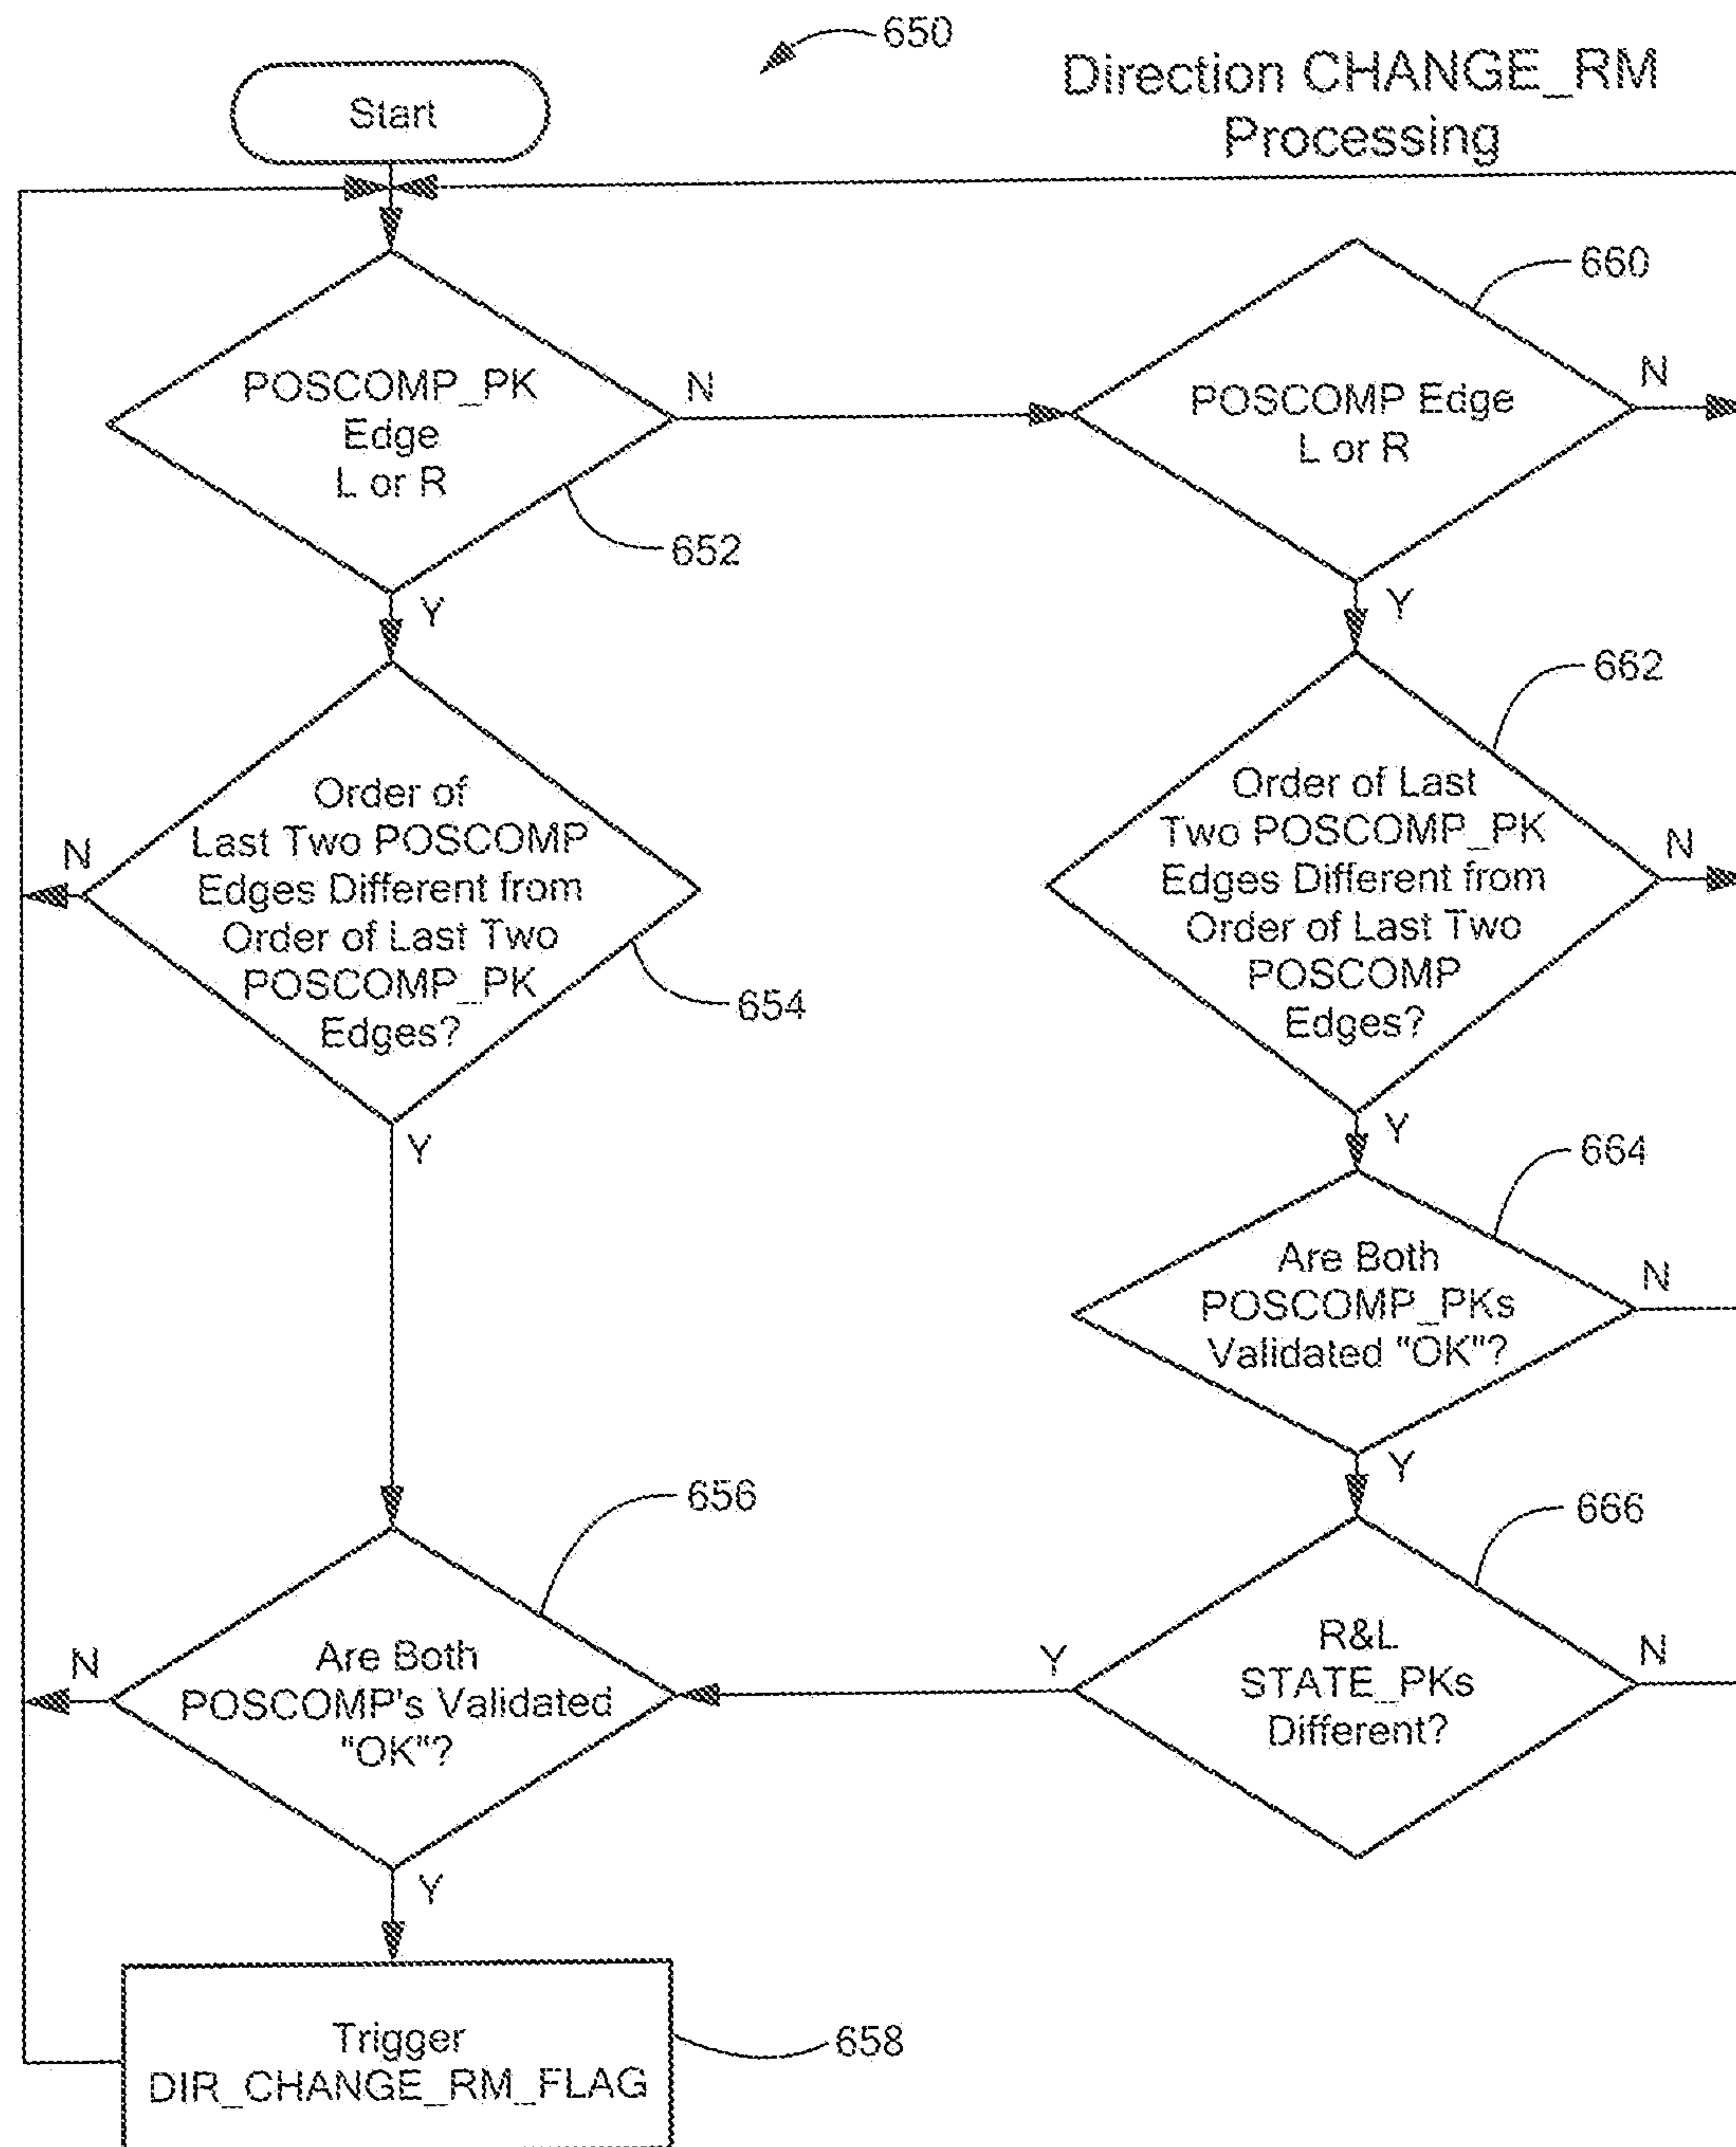 650
Direction CHANGE_RM
Processing
Start
POSCOMP_PK
Edge
L or R
N
Y
652
POSCOMP Edge
L or R
N
Y
660
Order of
Last Two POSCOMP
Edges Different from
Order of Last Two
POSCOMP_PK
Edges?
N
Y
654
Order of Last
Two POSCOMP_PK
Edges Different from
Order of Last Two
POSCOMP
Edges?
N
Y
662
Are Both
POSCOMP_PKs
Validated "OK"?
N
Y
664
Are Both
POSCOMP's Validated
"OK"?
N
Y
656
R&L
STATE_PKs
Different?
Y
N
666
Trigger
DIR_CHANGE_RM_FLAG
658